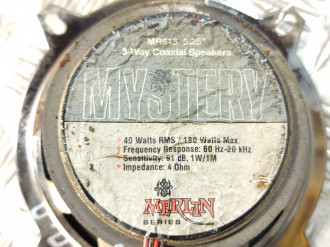 MR513 5.25"
3-Way Coaxial Speakers
MYSTERY
• 40 Watts RMS / 180 Watts Max
• Frequency Response: 60 Hz-20 kHz
• Sensitivity: 91 dB, 1W/1M
• Impedance: 4 Ohm
MERLIN
SERIES